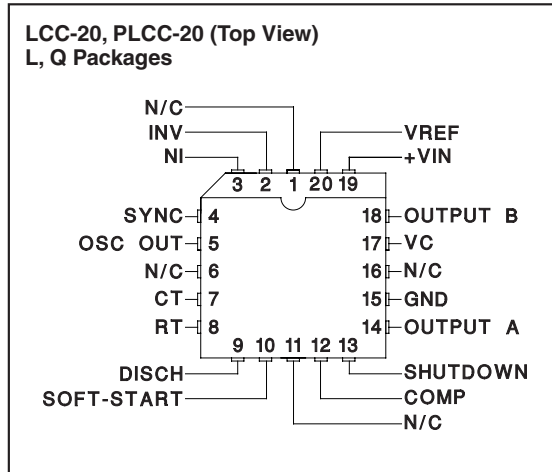 LCC-20, PLCC-20 (Top View)
L, Q Packages
N/C
INV
VREF
NI
+VIN
3 2 1 20 19
SYNC 4
18 OUTPUT B
OSC OUT 5
17 VC
N/C 6
16 N/C
CT 7
15 GND
RT 8
14 OUTPUT A
9 10 11 12 13
DISCH
SHUTDOWN
SOFT-START
COMP
N/C